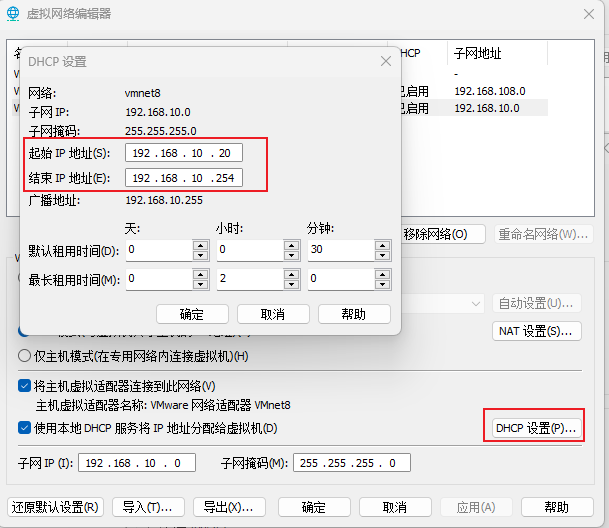 虚拟网络编辑器
DHCP 子网地址
DHCP 设置
-
已启用 192.168.108.0
已启用 192.168.10.0
网络: vmnet8
子网 IP: 192.168.10.0
子网掩码: 255.255.255.0
起始 IP 地址(S): 192 .168 . 10 . 20
结束 IP 地址(E): 192 .168 . 10 .254
广播地址: 192.168.10.255
天: 小时: 分钟:
默认租用时间(D): 0 0 30
最长租用时间(M): 0 2 0
确定 取消 帮助
移除网络(O) 重命名网络(W)...
自动设置(U)...
NAT 设置(S)...
仅主机模式(在专用网络内连接虚拟机)(H)
将主机虚拟适配器连接到此网络(V)
主机虚拟适配器名称: VMware 网络适配器 VMnet8
使用本地 DHCP 服务将 IP 地址分配给虚拟机(D)
DHCP 设置(P)...
子网 IP (I): 192 .168 . 10 . 0 子网掩码(M): 255 .255 .255 . 0
还原默认设置(R) 导入(T)... 导出(X)... 确定 取消 应用(A) 帮助